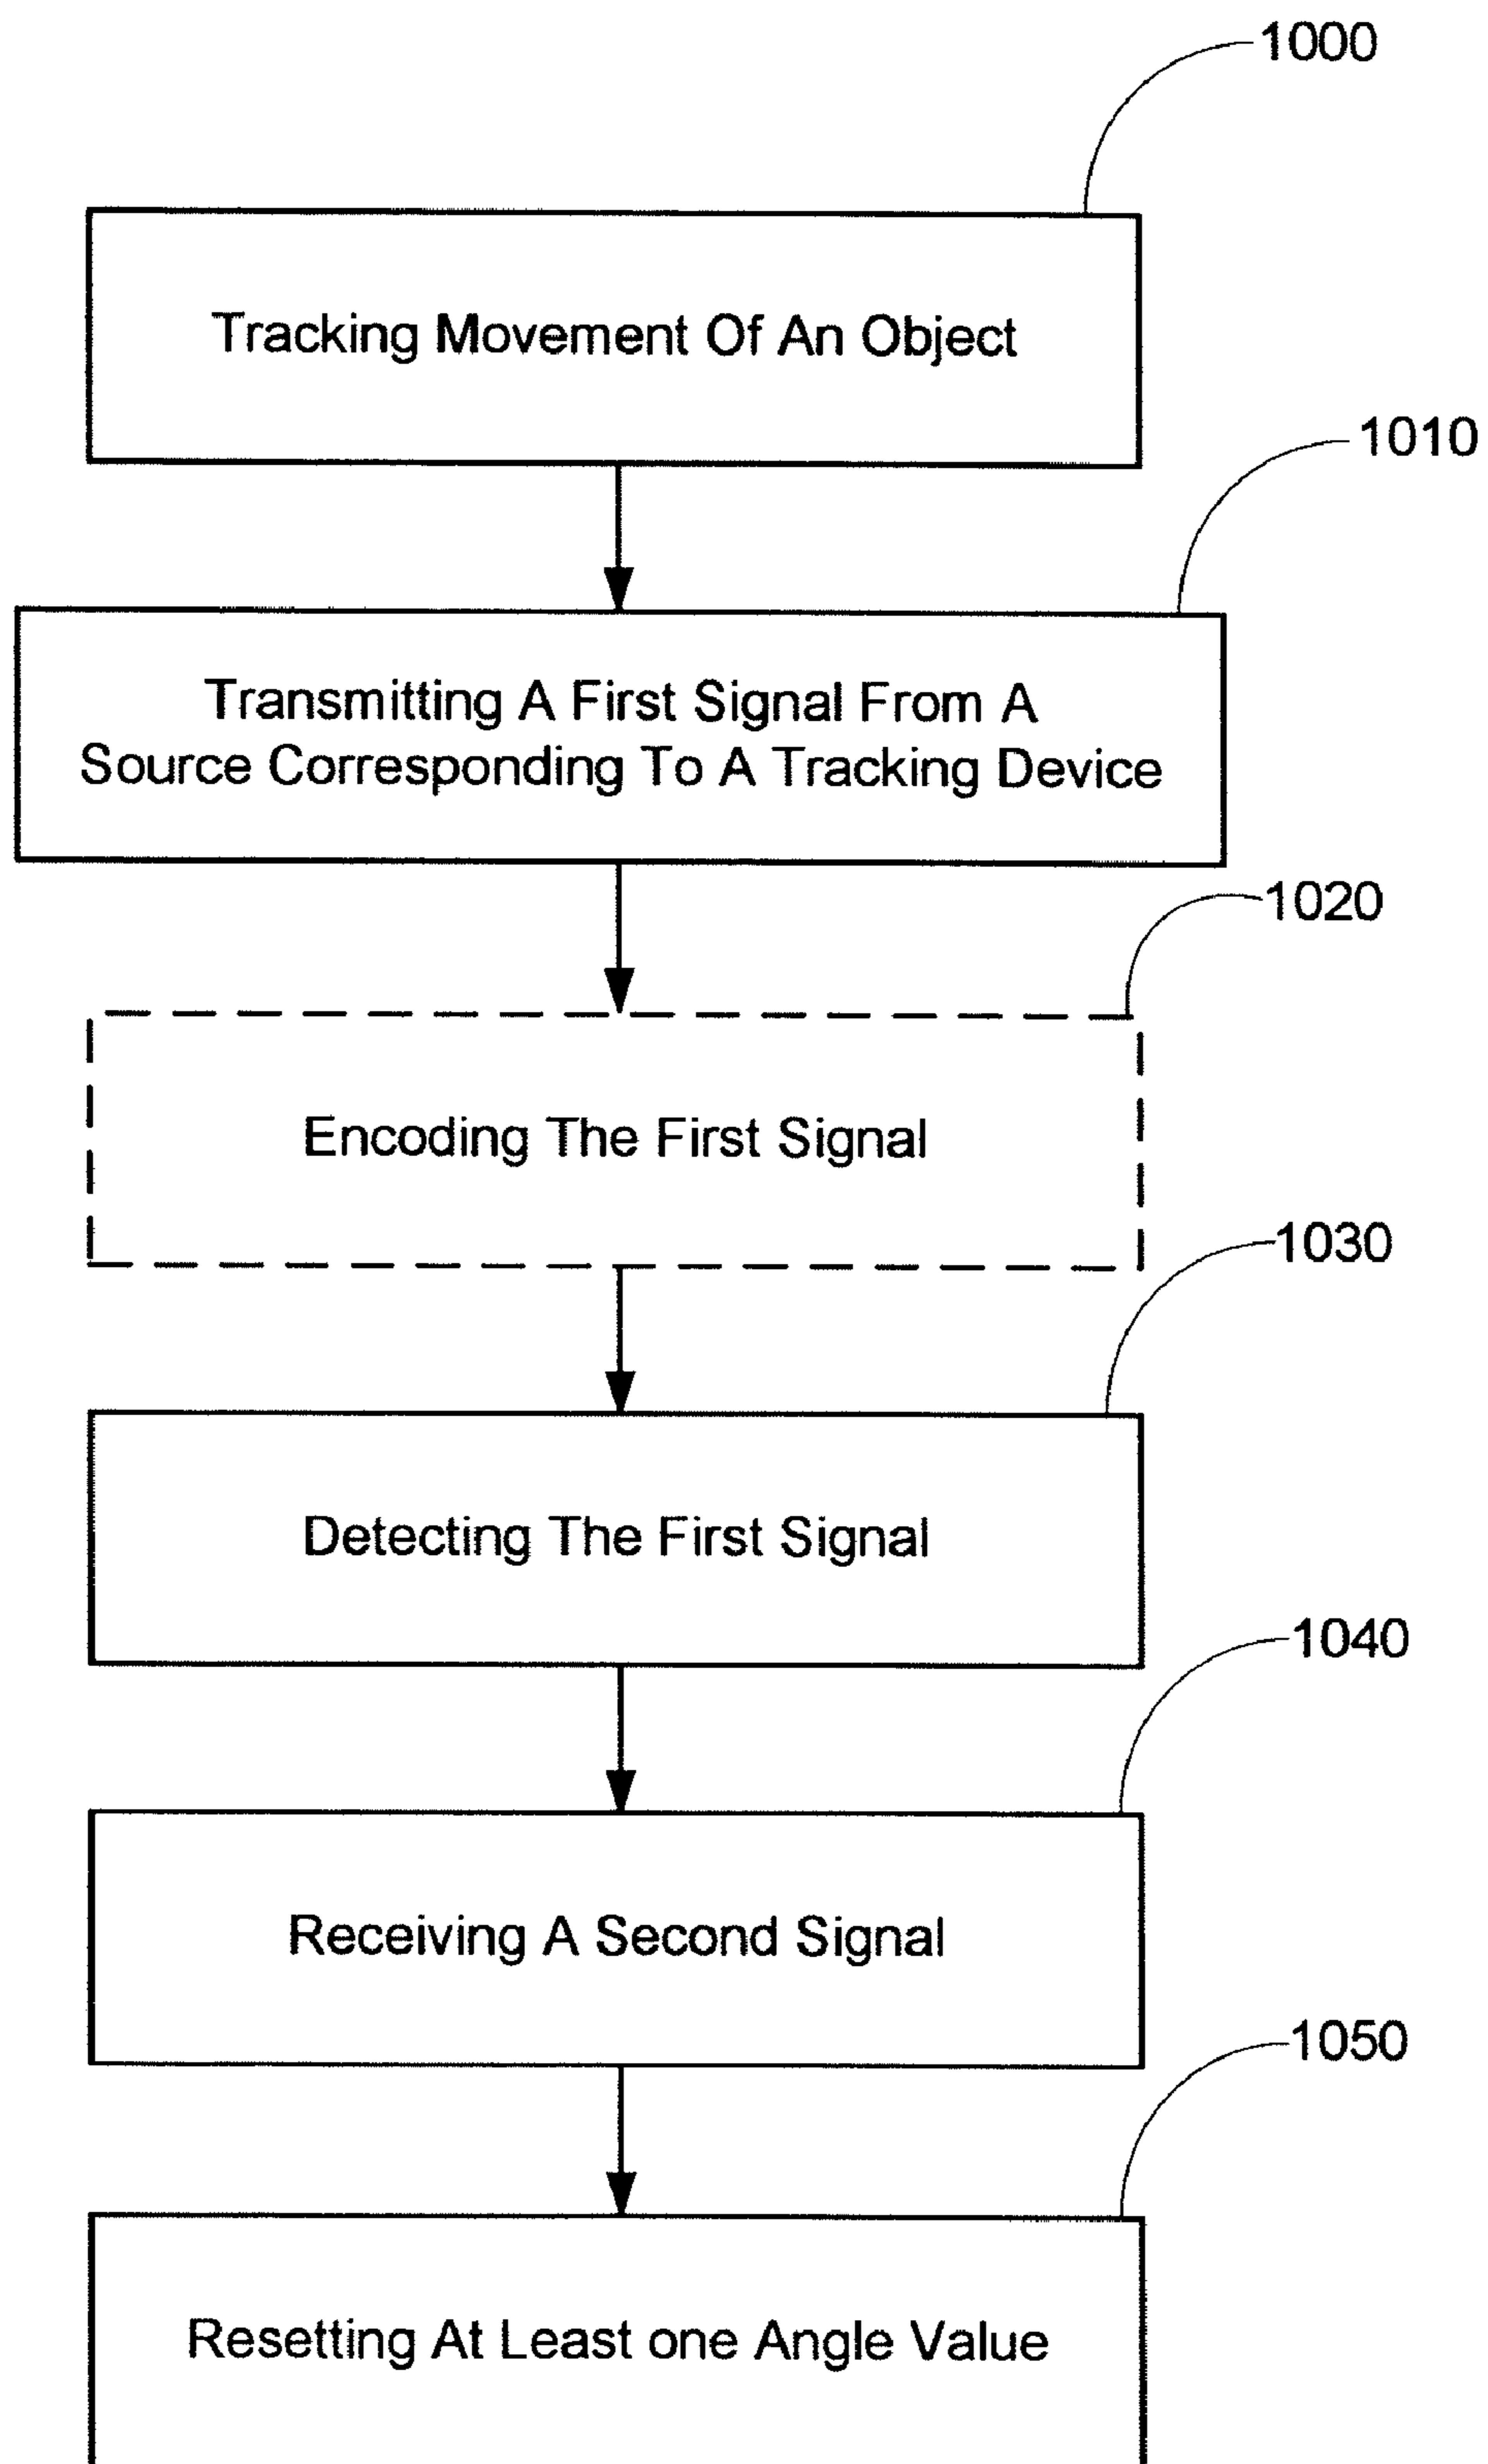 1000
Tracking Movement Of An Object
1010
Transmitting A First Signal From A
Source Corresponding To A Tracking Device
1020
Encoding The First Signal
1030
Detecting The First Signal
1040
Receiving A Second Signal
1050
Resetting At Least one Angle Value